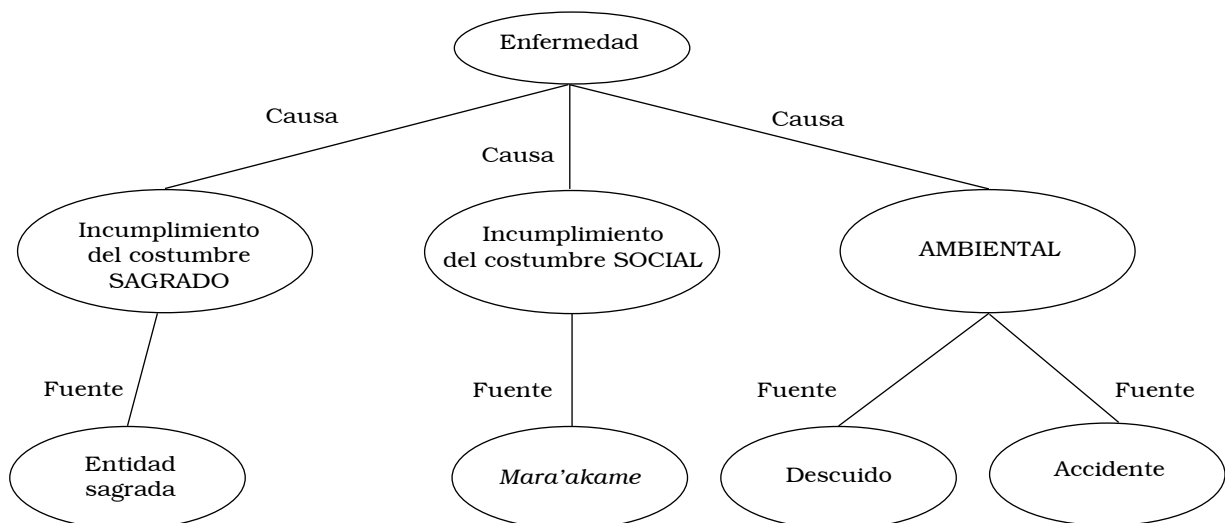 Enfermedad
Causa
Causa
Causa
Incumplimiento
del costumbre
SAGRADO
Incumplimiento
del costumbre SOCIAL
AMBIENTAL
Fuente
Fuente
Fuente
Fuente
Entidad
sagrada
Mara'akame
Descuido
Accidente